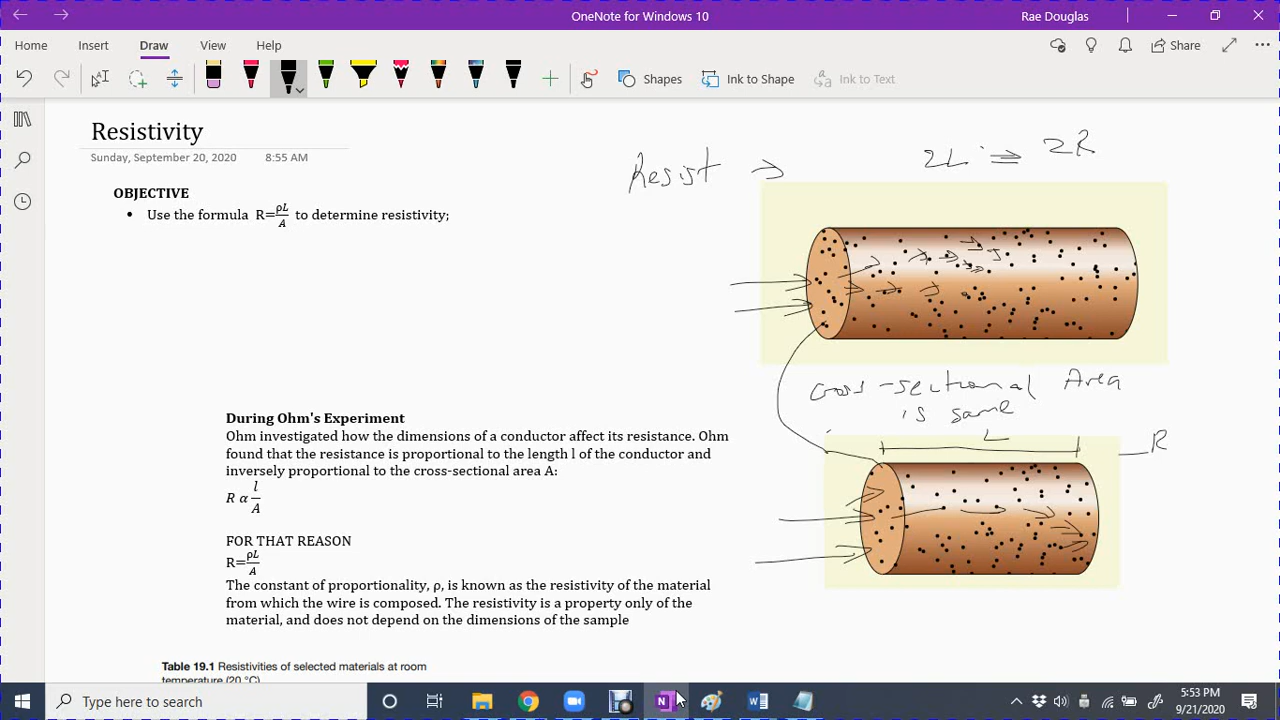 OneNote for Windows 10
Rae Douglas
Home Insert Draw View Help
Share
Shapes
Ink to Shape
Ink to Text
Resistivity
Sunday, September 20, 2020 8:55 AM
OBJECTIVE
• Use the formula R=ρL/A to determine resistivity;
Resist →
2L ⇒ 2R
Cross-sectional Area
is same
L
R
During Ohm's Experiment
Ohm investigated how the dimensions of a conductor affect its resistance. Ohm
found that the resistance is proportional to the length l of the conductor and
inversely proportional to the cross-sectional area A:
R α l/A
FOR THAT REASON
R=ρL/A
The constant of proportionality, ρ, is known as the resistivity of the material
from which the wire is composed. The resistivity is a property only of the
material, and does not depend on the dimensions of the sample
Table 19.1 Resistivities of selected materials at room
temperature (20 °C)
Type here to search
5:53 PM
9/21/2020